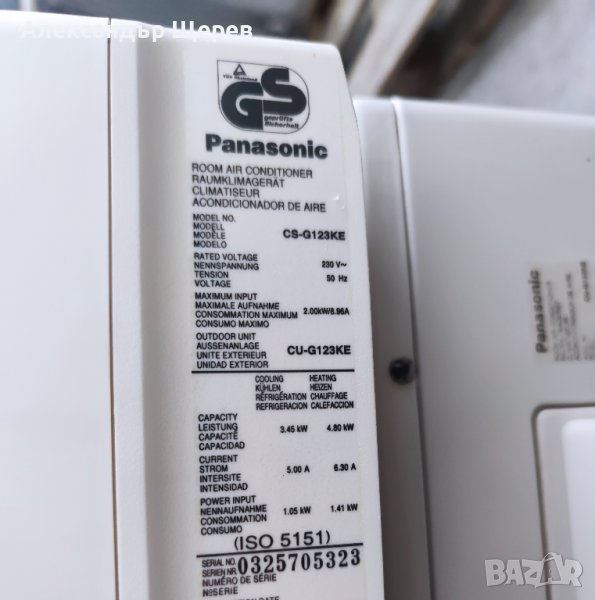 Александър Щерев
TÜV Rheinland
GS
geprüfte
Sicherheit
Panasonic
ROOM AIR CONDITIONER
RAUMKLIMAGERÄT
CLIMATISEUR
ACONDICIONADOR DE AIRE
MODEL NO.
MODELL
MODÈLE CS-G123KE
MODELO
RATED VOLTAGE
NENNSPANNUNG 230 V~
TENSION 50 Hz
VOLTAGE
MAXIMUM INPUT
MAXIMALE AUFNAHME
CONSOMMATION MAXIMUM 2.00kW/8.96A
CONSUMO MAXIMO
OUTDOOR UNIT
AUSSENANLAGE
UNITE EXTERIEUR CU-G123KE
UNIDAD EXTERIOR
COOLING HEATING
KÜHLEN HEIZEN
RÉFRIGÉRATION CHAUFFAGE
REFRIGERACION CALEFACCION
CAPACITY
LEISTUNG 3.45 kW 4.80 kW
CAPACITÉ
CAPACIDAD
CURRENT
STROM 5.00 A 6.30 A
INTERSITE
INTENSIDAD
POWER INPUT
NENNAUFNAHME 1.05 kW 1.41 kW
CONSOMMATION
CONSUMO
(ISO 5151)
SERIAL NO.
SERIEN NR. 0325705323
NUMÉRO DE SÉRIE
NºSERIE
Panasonic
BAZAR